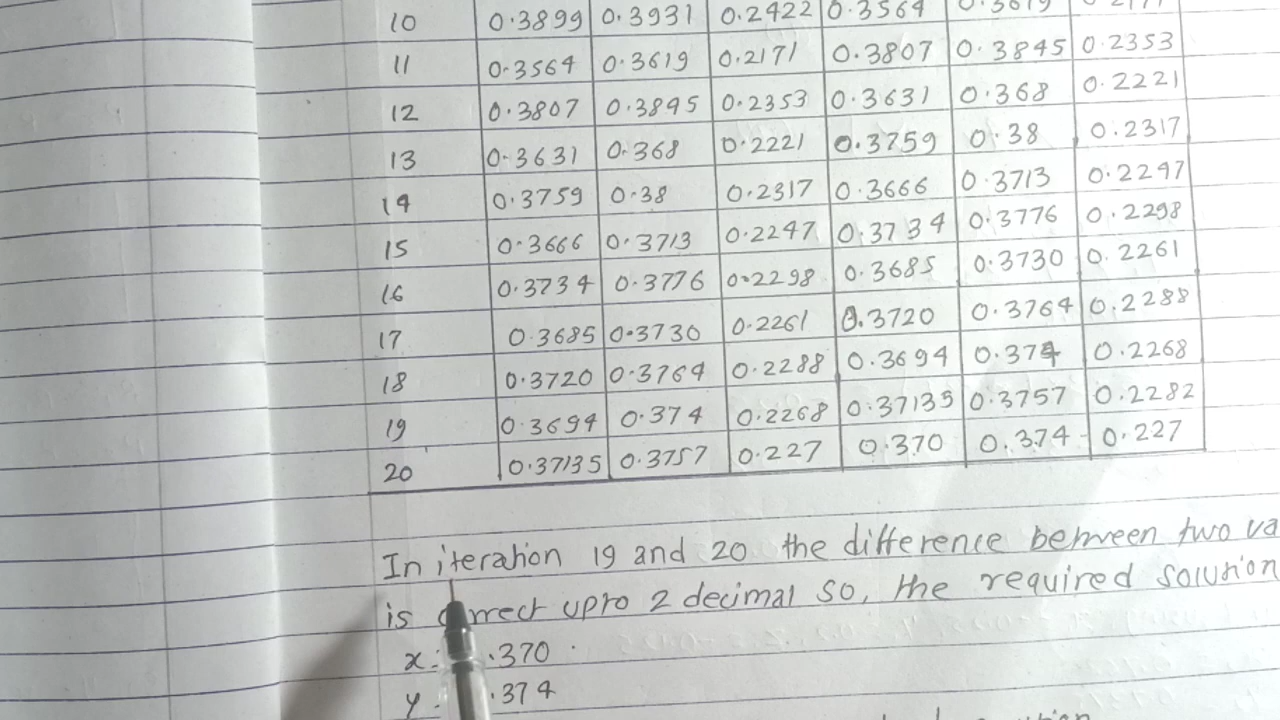 10 0.3899 0.3931 0.2422 0.3564 0.3619
11 0.3564 0.3619 0.2171 0.3807 0.3845 0.2353
12 0.3807 0.3845 0.2353 0.3631 0.368 0.2221
13 0.3631 0.368 0.2221 0.3759 0.38 0.2317
14 0.3759 0.38 0.2317 0.3666 0.3713 0.2247
15 0.3666 0.3713 0.2247 0.3734 0.3776 0.2298
16 0.3734 0.3776 0.2298 0.3685 0.3730 0.2261
17 0.3685 0.3730 0.2261 0.3720 0.3764 0.2288
18 0.3720 0.3764 0.2288 0.3694 0.374 0.2268
19 0.3694 0.374 0.2268 0.37135 0.3757 0.2282
20 0.37135 0.3757 0.227 0.370 0.374 0.227
In iteration 19 and 20 the difference between two va
is correct upto 2 decimal so, the required solution
x .370
y .374